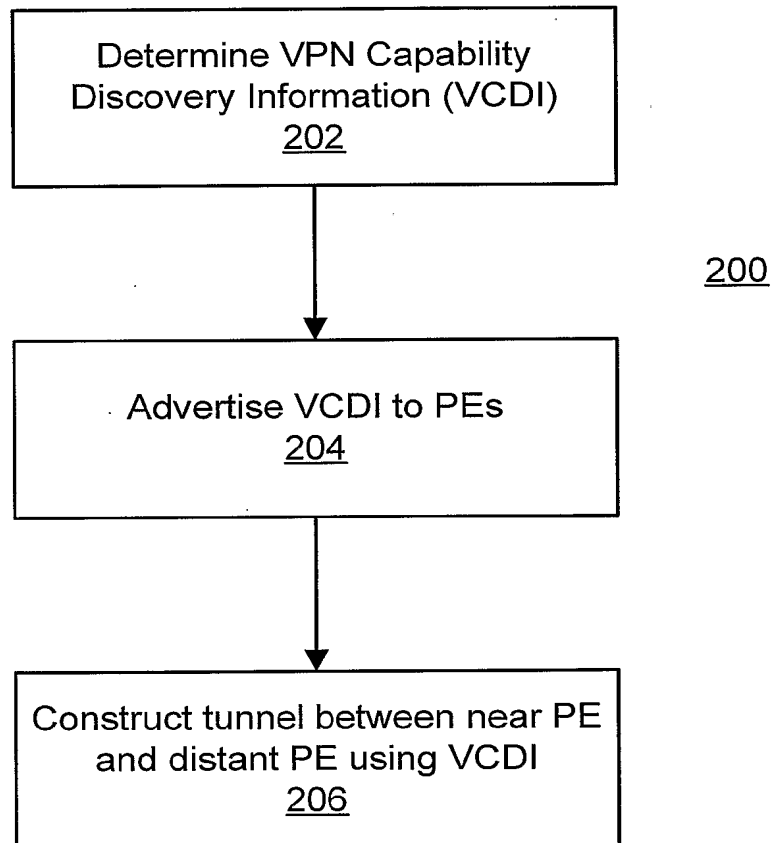 Determine VPN Capability
Discovery Information (VCDI)
202
200
Advertise VCDI to PEs
204
Construct tunnel between near PE
and distant PE using VCDI
206